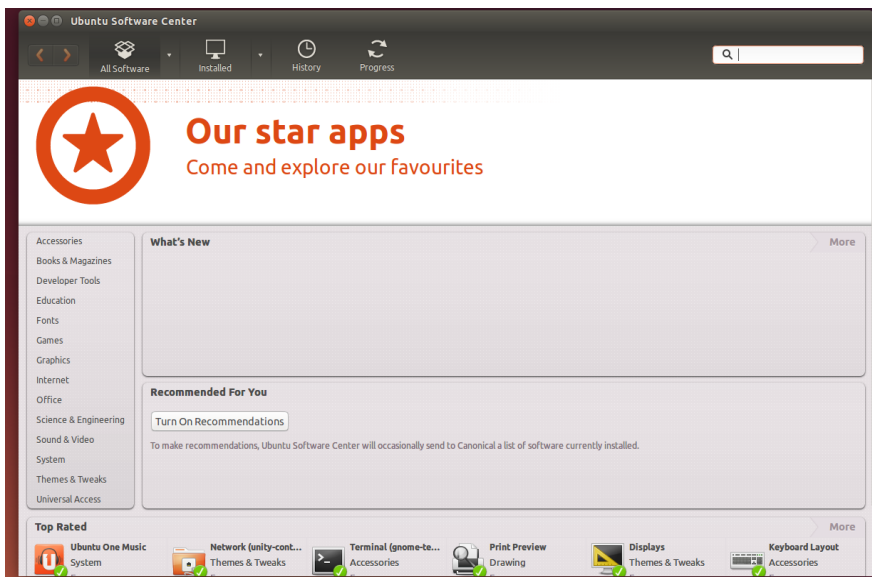 Ubuntu Software Center
All Software
Installed
History
Progress
Our star apps
Come and explore our favourites
Accessories
Books & Magazines
Developer Tools
Education
Fonts
Games
Graphics
Internet
Office
Science & Engineering
Sound & Video
System
Themes & Tweaks
Universal Access
What's New
More
Recommended For You
Turn On Recommendations
To make recommendations, Ubuntu Software Center will occasionally send to Canonical a list of software currently installed.
Top Rated
More
Ubuntu One Music
System
Network (unity-cont...
Themes & Tweaks
Terminal (gnome-te...
Accessories
Print Preview
Drawing
Displays
Themes & Tweaks
Keyboard Layout
Accessories